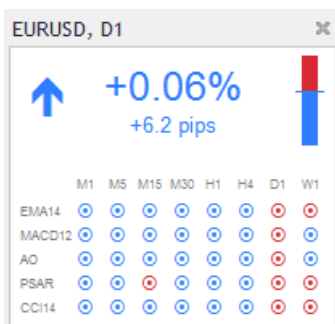 EURUSD, D1
+0.06%
+6.2 pips
M1 M5 M15 M30 H1 H4 D1 W1
EMA14
MACD12
AO
PSAR
CCI14